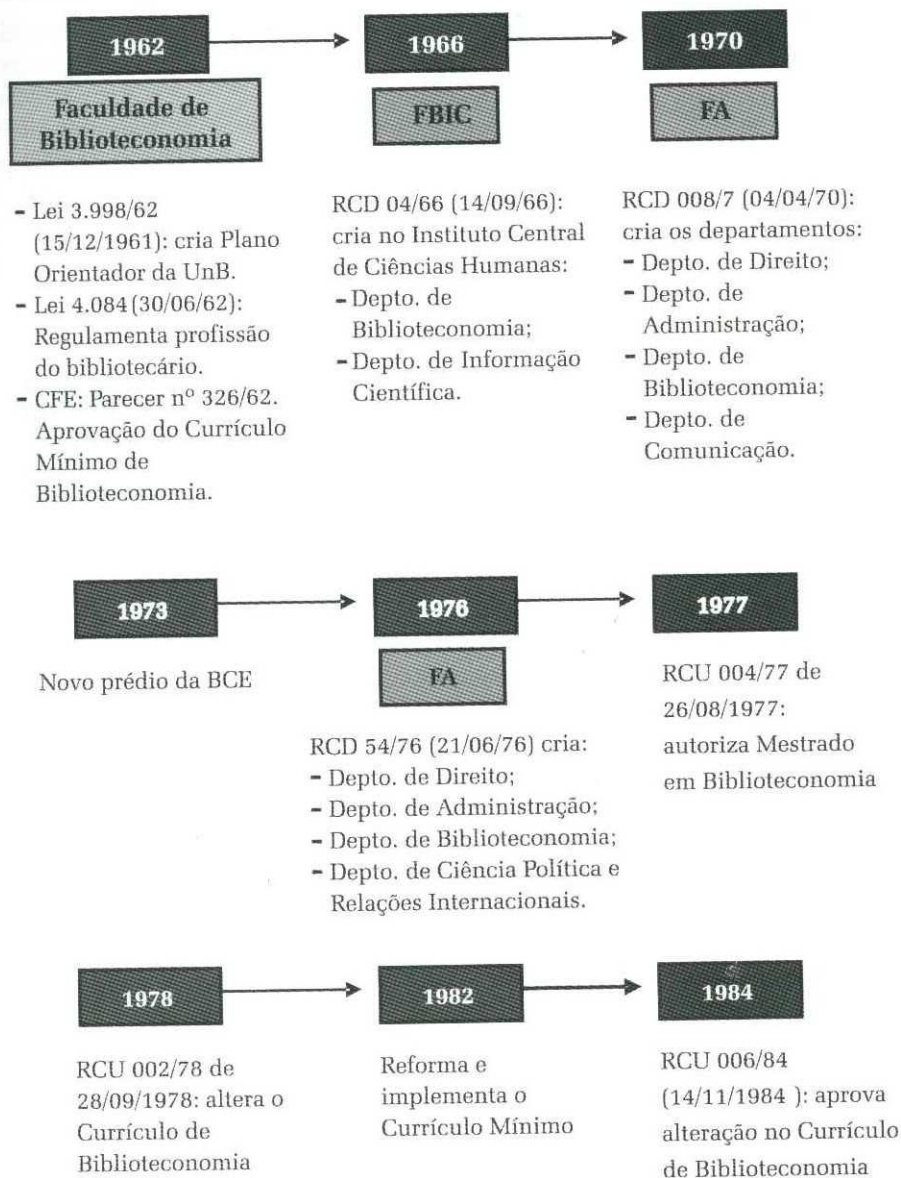 1962
Faculdade de
Biblioteconomia
- Lei 3.998/62
(15/12/1961): cria Plano
Orientador da UnB.
- Lei 4.084 (30/06/62):
Regulamenta profissão
do bibliotecário.
- CFE: Parecer nº 326/62.
Aprovação do Currículo
Mínimo de
Biblioteconomia.
1966
FBIC
RCD 04/66 (14/09/66):
cria no Instituto Central
de Ciências Humanas:
- Depto. de
Biblioteconomia;
- Depto. de Informação
Científica.
1970
FA
RCD 008/7 (04/04/70):
cria os departamentos:
- Depto. de Direito;
- Depto. de
Administração;
- Depto. de
Biblioteconomia;
- Depto. de
Comunicação.
1973
Novo prédio da BCE
1976
FA
RCD 54/76 (21/06/76) cria:
- Depto. de Direito;
- Depto. de Administração;
- Depto. de Biblioteconomia;
- Depto. de Ciência Política e
Relações Internacionais.
1977
RCU 004/77 de
26/08/1977:
autoriza Mestrado
em Biblioteconomia
1978
RCU 002/78 de
28/09/1978: altera o
Currículo de
Biblioteconomia
1982
Reforma e
implementa o
Currículo Mínimo
1984
RCU 006/84
(14/11/1984 ): aprova
alteração no Currículo
de Biblioteconomia